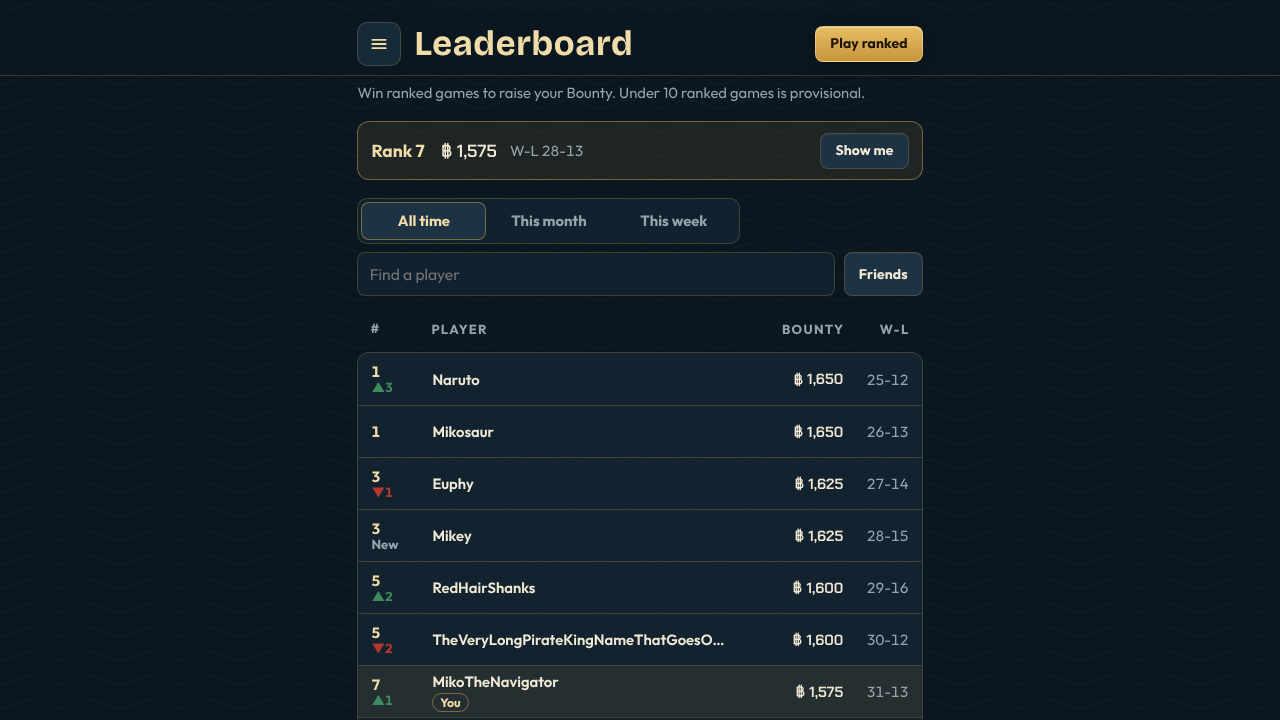 Leaderboard
Play ranked
Win ranked games to raise your Bounty. Under 10 ranked games is provisional.
Rank 7 ฿ 1,575 W-L 28-13 Show me
All time This month This week
Find a player Friends
# PLAYER BOUNTY W-L
1 ▲3 Naruto ฿ 1,650 25-12
1 Mikosaur ฿ 1,650 26-13
3 ▼1 Euphy ฿ 1,625 27-14
3 New Mikey ฿ 1,625 28-15
5 ▲2 RedHairShanks ฿ 1,600 29-16
5 ▼2 TheVeryLongPirateKingNameThatGoesO... ฿ 1,600 30-12
7 ▲1 MikoTheNavigator You ฿ 1,575 31-13